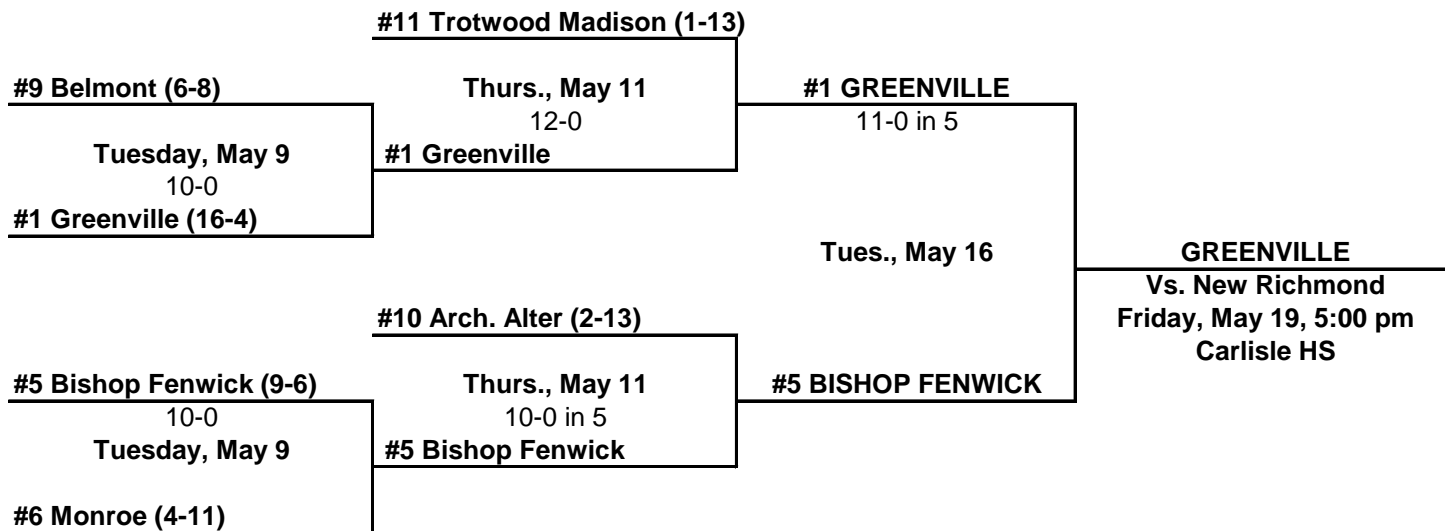 #11 Trotwood Madison (1-13)
#9 Belmont (6-8)
Thurs., May 11
#1 GREENVILLE
12-0
11-0 in 5
Tuesday, May 9
#1 Greenville
10-0
#1 Greenville (16-4)
Tues., May 16
GREENVILLE
Vs. New Richmond
#10 Arch. Alter (2-13)
Friday, May 19, 5:00 pm
Carlisle HS
#5 Bishop Fenwick (9-6)
Thurs., May 11
#5 BISHOP FENWICK
10-0
10-0 in 5
Tuesday, May 9
#5 Bishop Fenwick
#6 Monroe (4-11)